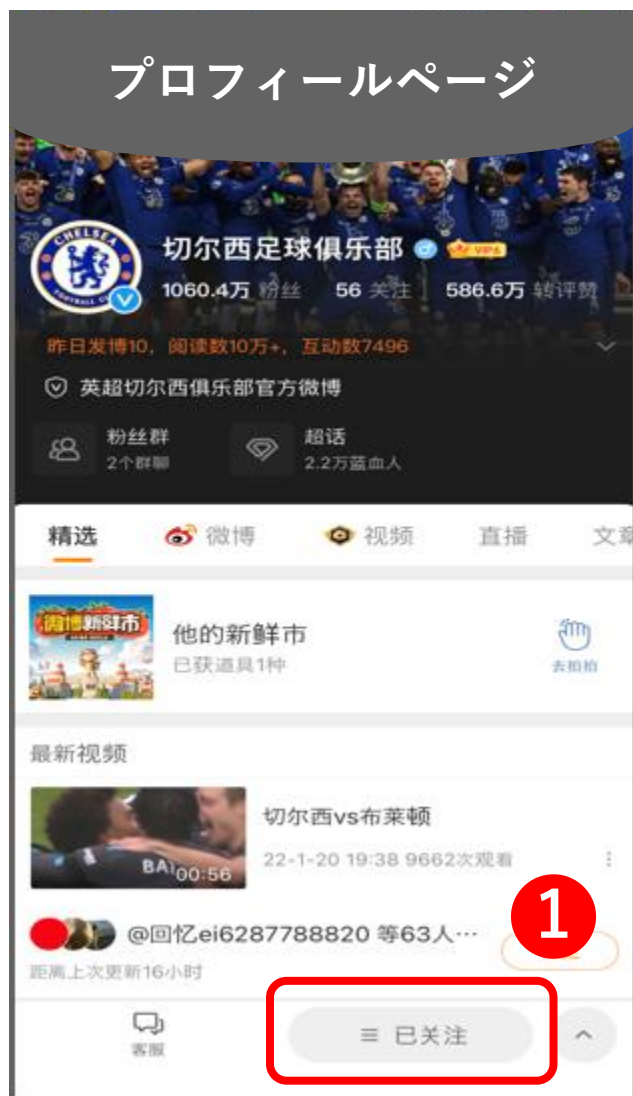 プロフィールページ
CHELSEA
FOOTBALL CLUB
切尔西足球俱乐部 VIP6
1060.4万 粉丝 56 关注 586.6万 转评赞
昨日发博10，阅读数10万+，互动数7496
英超切尔西俱乐部官方微博
粉丝群
2个群聊
超话
2.2万蓝血人
精选 微博 视频 直播 文章
微博新鲜市
他的新鲜市
已获道具1种
去拍拍
最新视频
切尔西vs布莱顿
22-1-20 19:38 9662次观看
00:56
@回忆ei6287788820 等63人…
1
距离上次更新16小时
客服
已关注